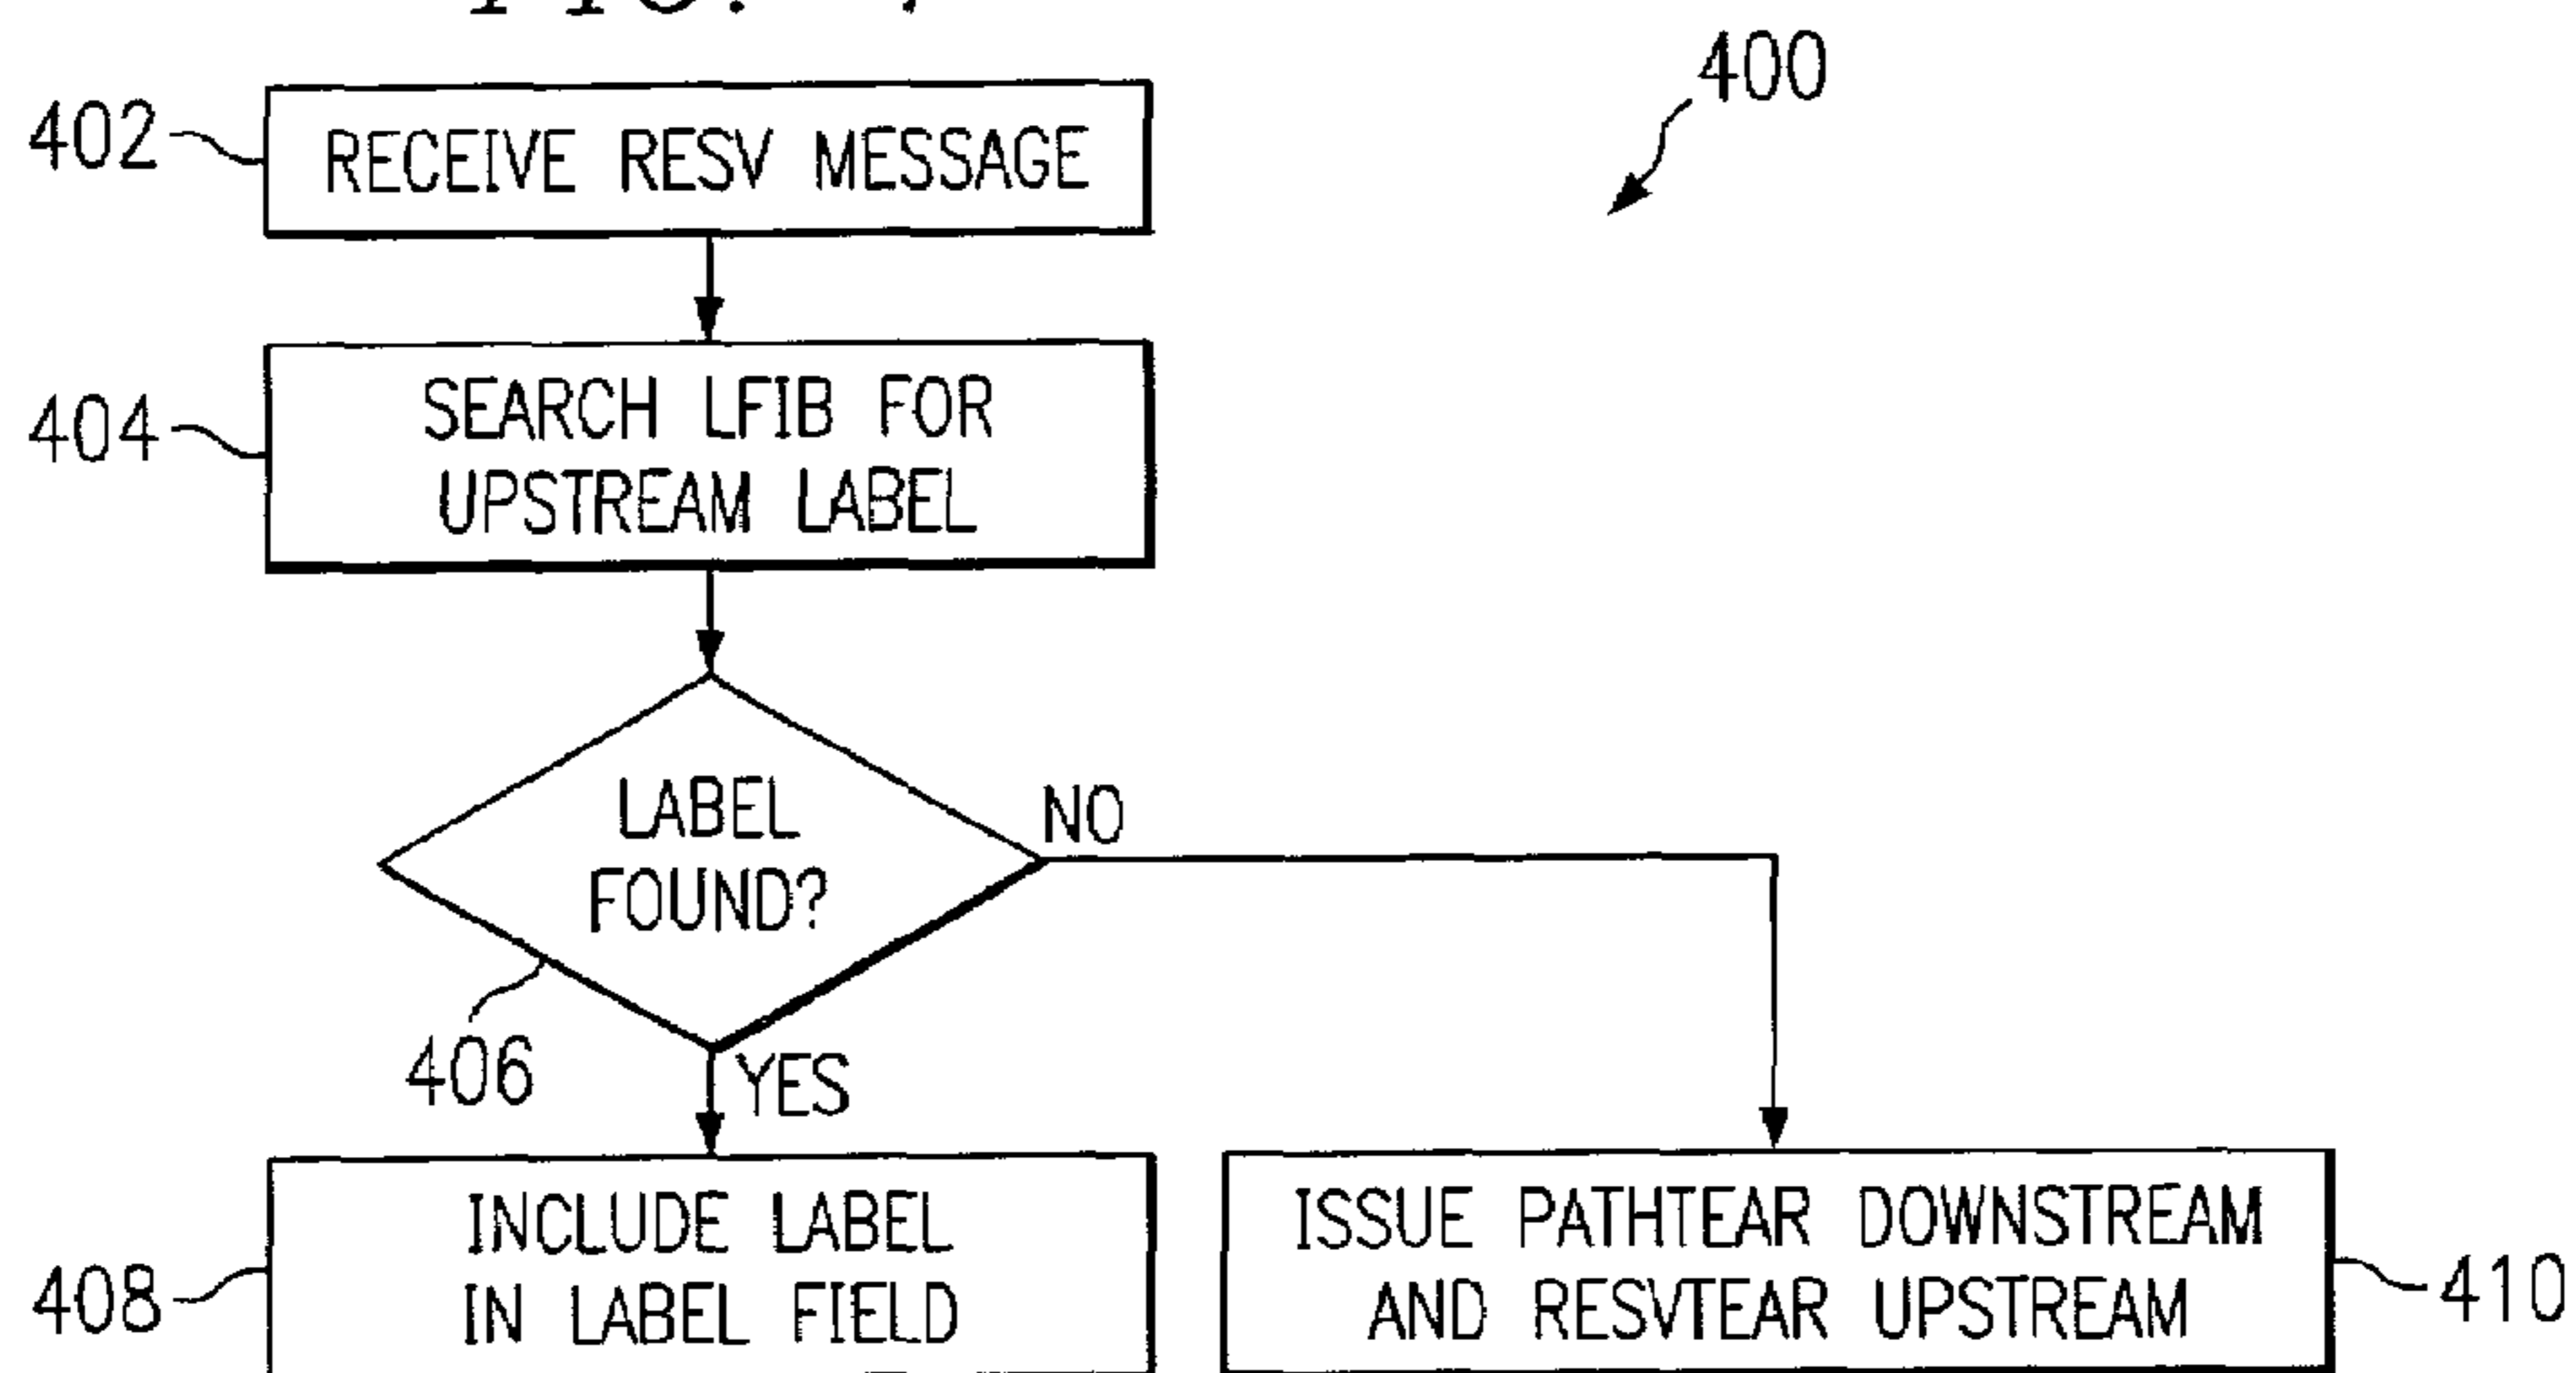 400
402
RECEIVE RESV MESSAGE
404
SEARCH LFIB FOR
UPSTREAM LABEL
LABEL
FOUND?
NO
406
YES
408
INCLUDE LABEL
IN LABEL FIELD
ISSUE PATHTEAR DOWNSTREAM
AND RESVTEAR UPSTREAM
410